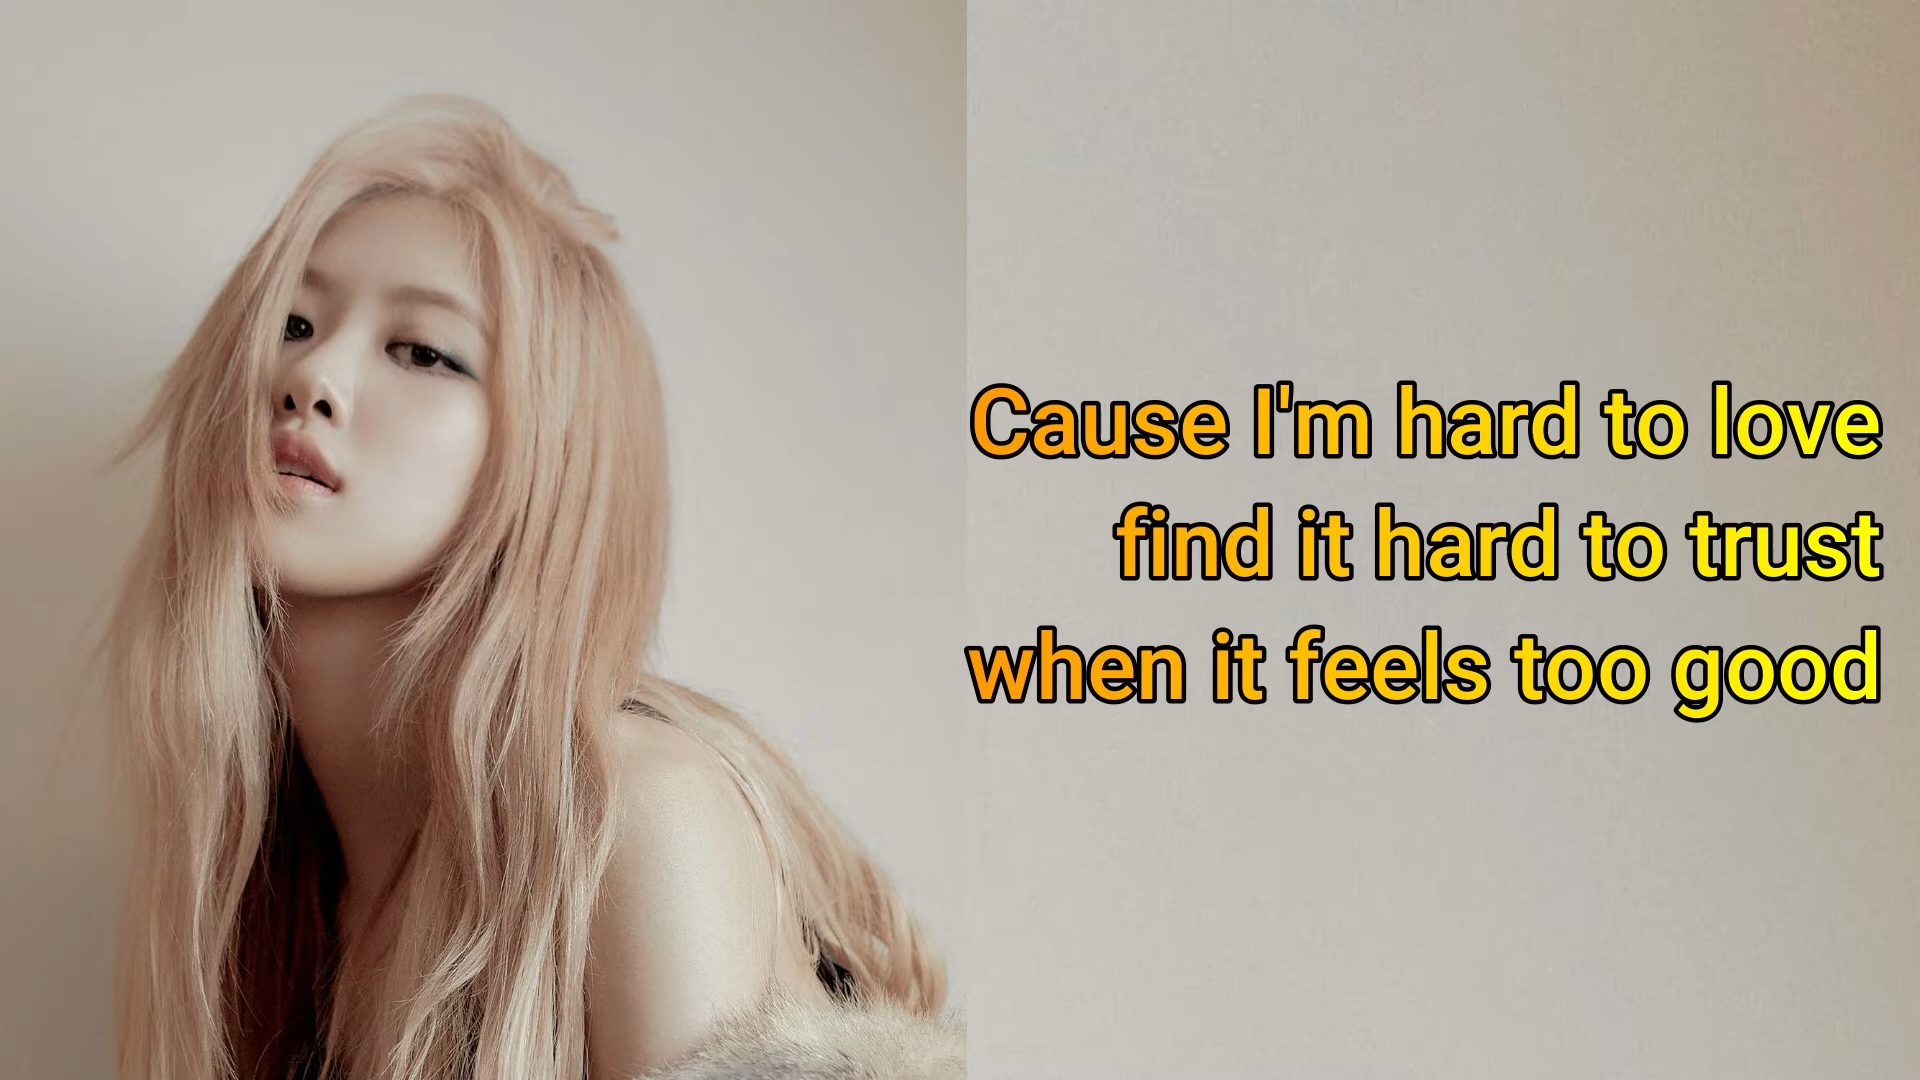 Cause I'm hard to love
find it hard to trust
when it feels too good